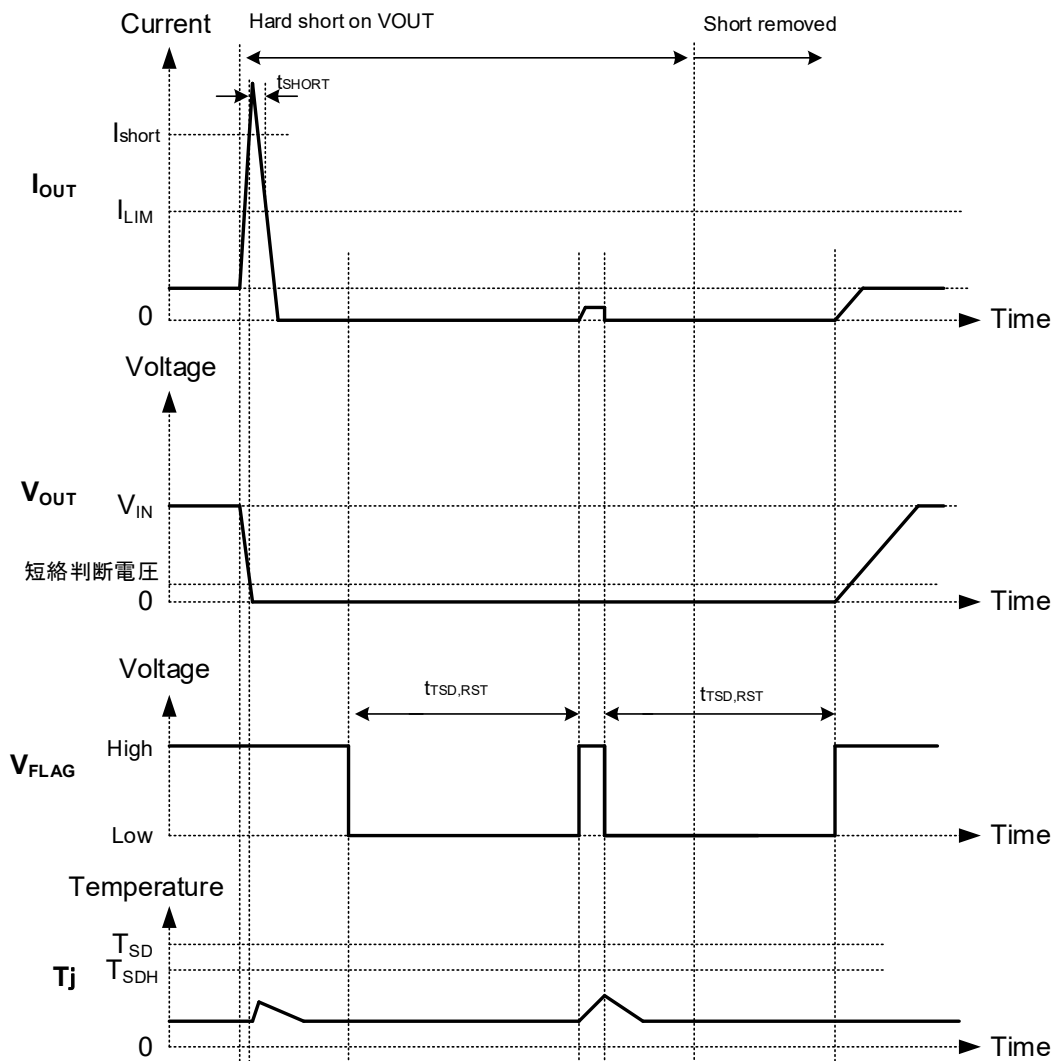 Current
Hard short on VOUT
Short removed
tSHORT
Ishort
IOUT
ILIM
0
Time
Voltage
VOUT
VIN
短絡判断電圧
0
Time
Voltage
tTSD,RST
tTSD,RST
High
VFLAG
Low
Time
Temperature
TSD
Tj
TSDH
0
Time